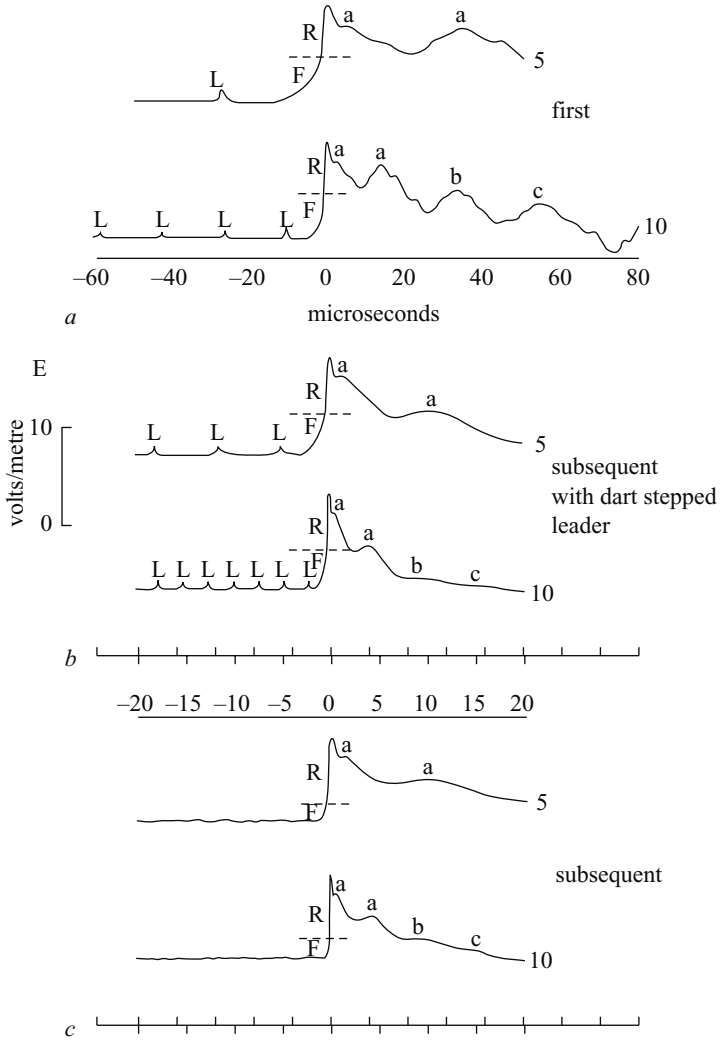 a a
R
5
L
F
first
a a
R b
c
F
L L L L 10
–60 –40 –20 0 20 40 60 80
a microseconds
E
a
R
a
10
L L L F
5
volts/metre
subsequent
with dart stepped
leader
0
a
R
a
F
L L L L L L L b c
10
b
–20 –15 –10 –5 0 5 10 15 20
a
R a
5
F
subsequent
a
R a
b
F c
10
c